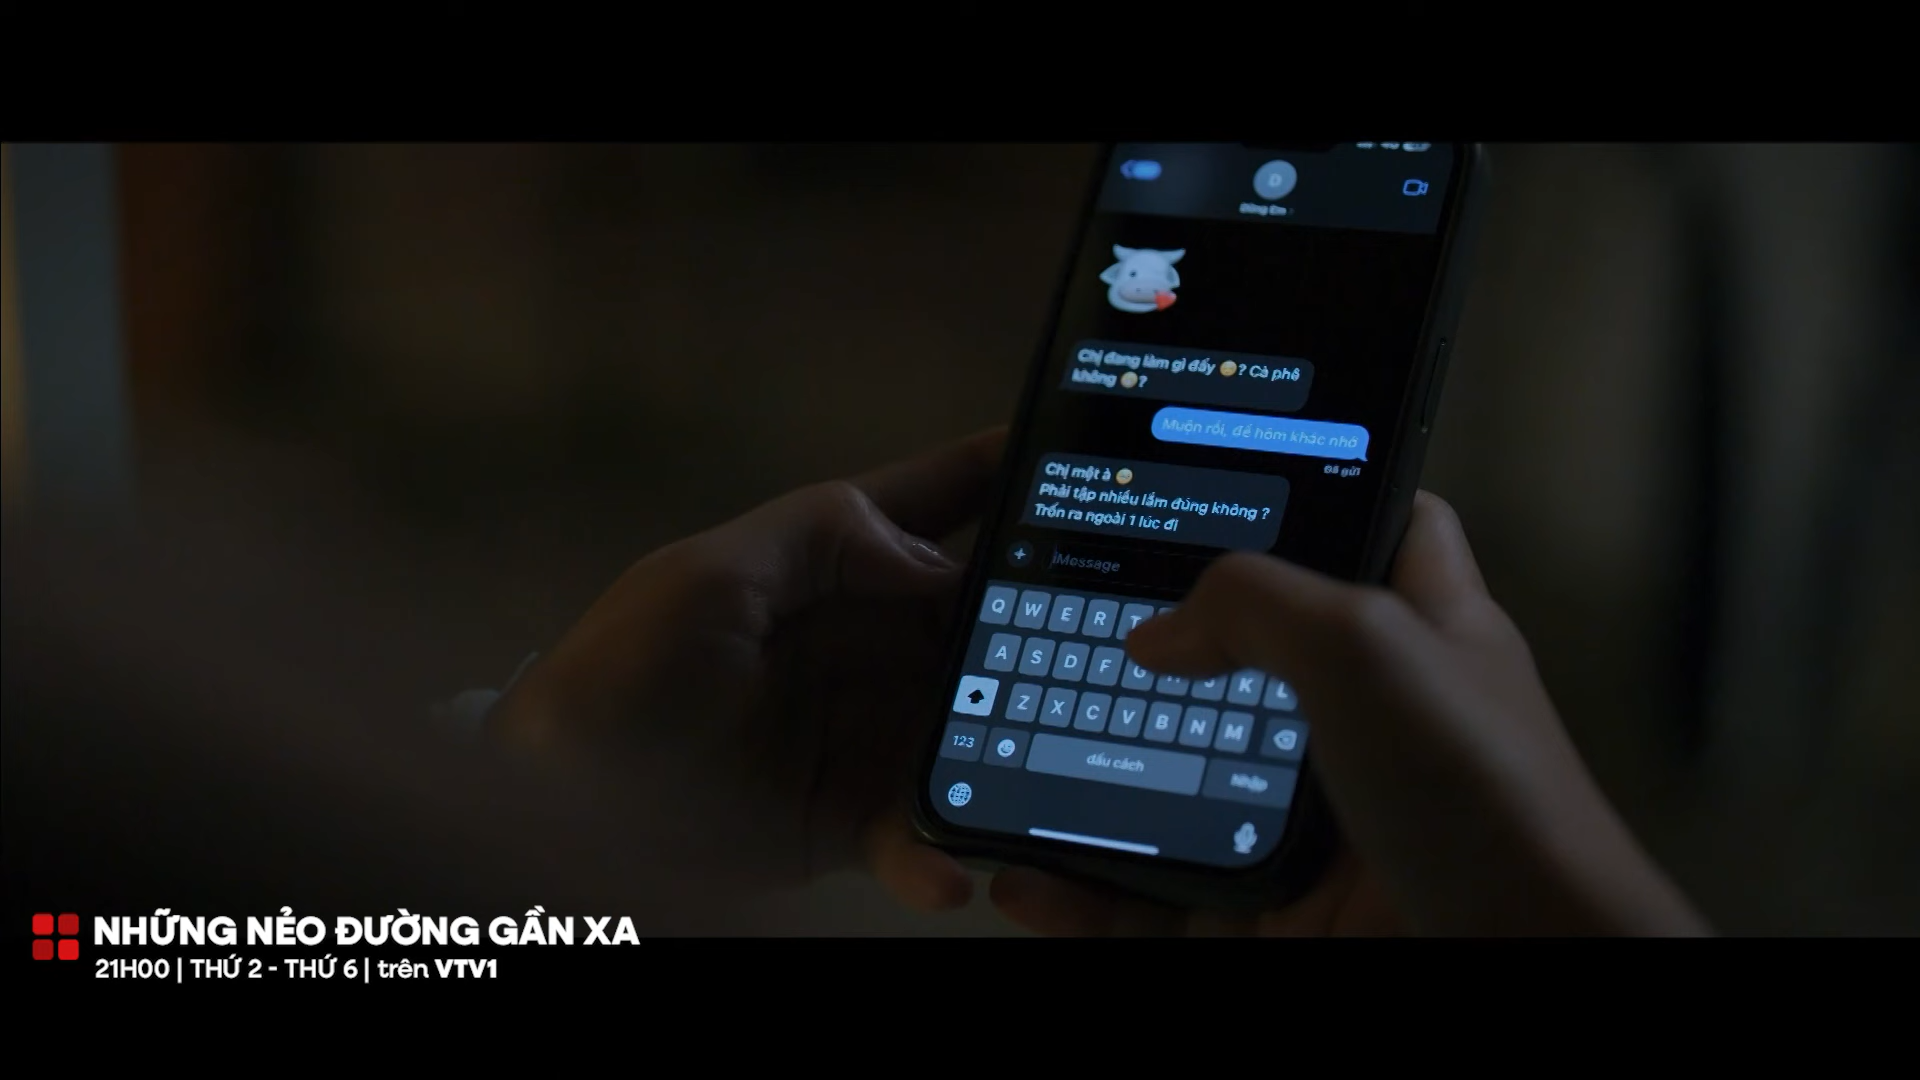 D
Dũng Em
Chị đang làm gì đấy 😊? Cà phê
không 😊?
Muộn rồi, để hôm khác nhớ
Đã gửi
Chị mệt à
Phải tập nhiều lắm đúng không ?
Trốn ra ngoài 1 lúc đi
iMessage
Q W E R T
A S D F G H J K L
Z X C V B N M
123
dấu cách
Nhập
NHỮNG NẺO ĐƯỜNG GẦN XA
21H00 | THỨ 2 - THỨ 6 | trên VTV1